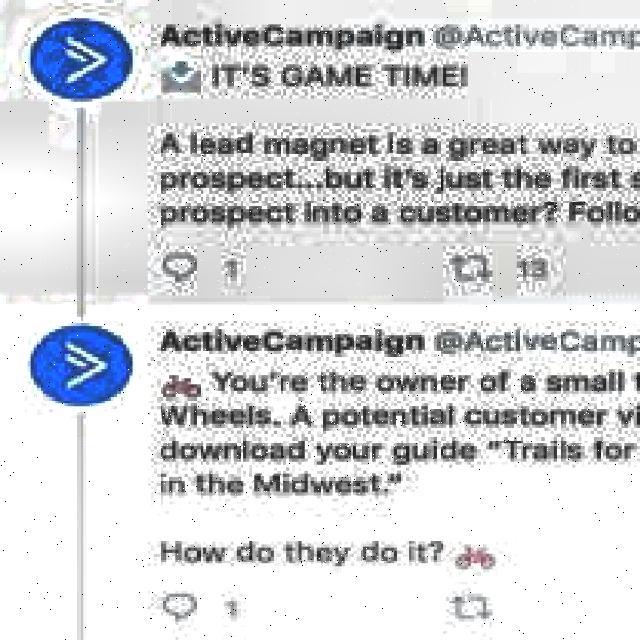 ActiveCampaign @ActiveCamp
IT'S GAME TIME!
A lead magnet is a great way to
prospect...but it's just the first s
prospect into a customer? Follo
1 13
ActiveCampaign @ActiveCamp
You're the owner of a small t
Wheels. A potential customer vi
download your guide "Trails for
in the Midwest."
How do they do it?
1